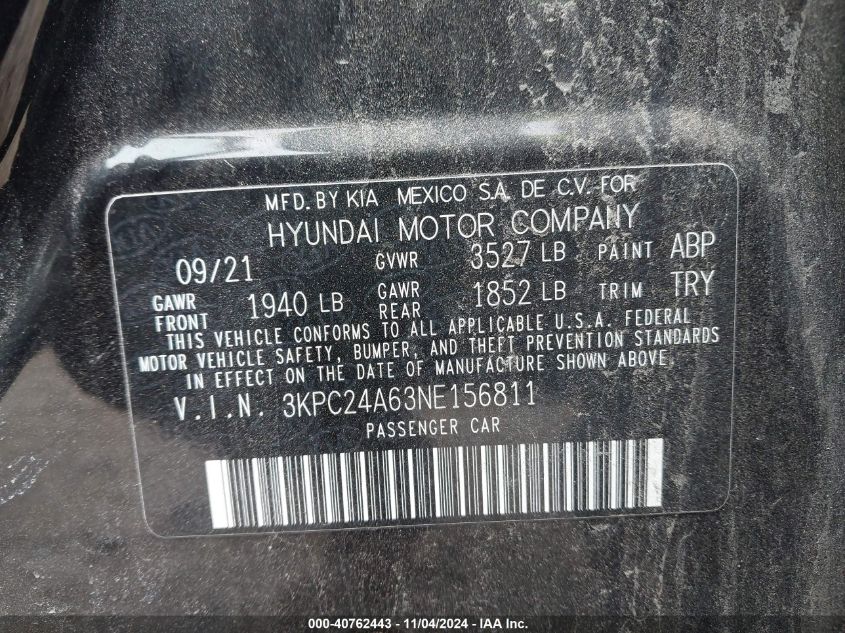 MFD. BY KIA MEXICO S.A. DE C.V. FOR
HYUNDAI MOTOR COMPANY
09/21 GVWR 3527 LB PAINT ABP
GAWR FRONT 1940 LB GAWR REAR 1852 LB TRIM TRY
THIS VEHICLE CONFORMS TO ALL APPLICABLE U.S.A. FEDERAL
MOTOR VEHICLE SAFETY, BUMPER, AND THEFT PREVENTION STANDARDS
IN EFFECT ON THE DATE OF MANUFACTURE SHOWN ABOVE.
V.I.N. 3KPC24A63NE156811
PASSENGER CAR
000-40762443 - 11/04/2024 - IAA Inc.